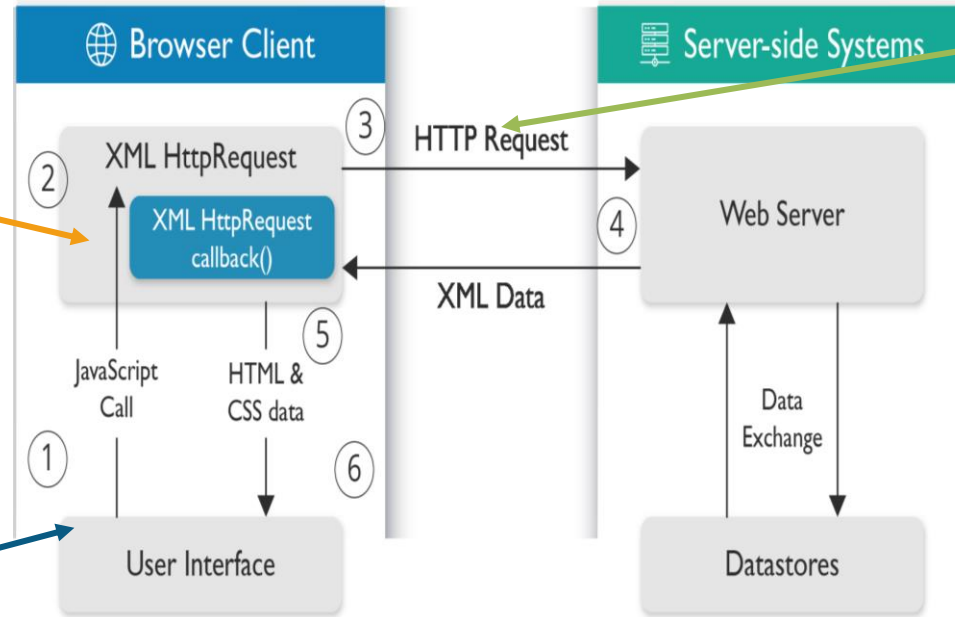 Browser Client
Server-side Systems
3
HTTP Request
XML HttpRequest
2
XML HttpRequest
callback()
4
Web Server
XML Data
5
JavaScript
Call
HTML &
CSS data
Data
Exchange
1
6
User Interface
Datastores